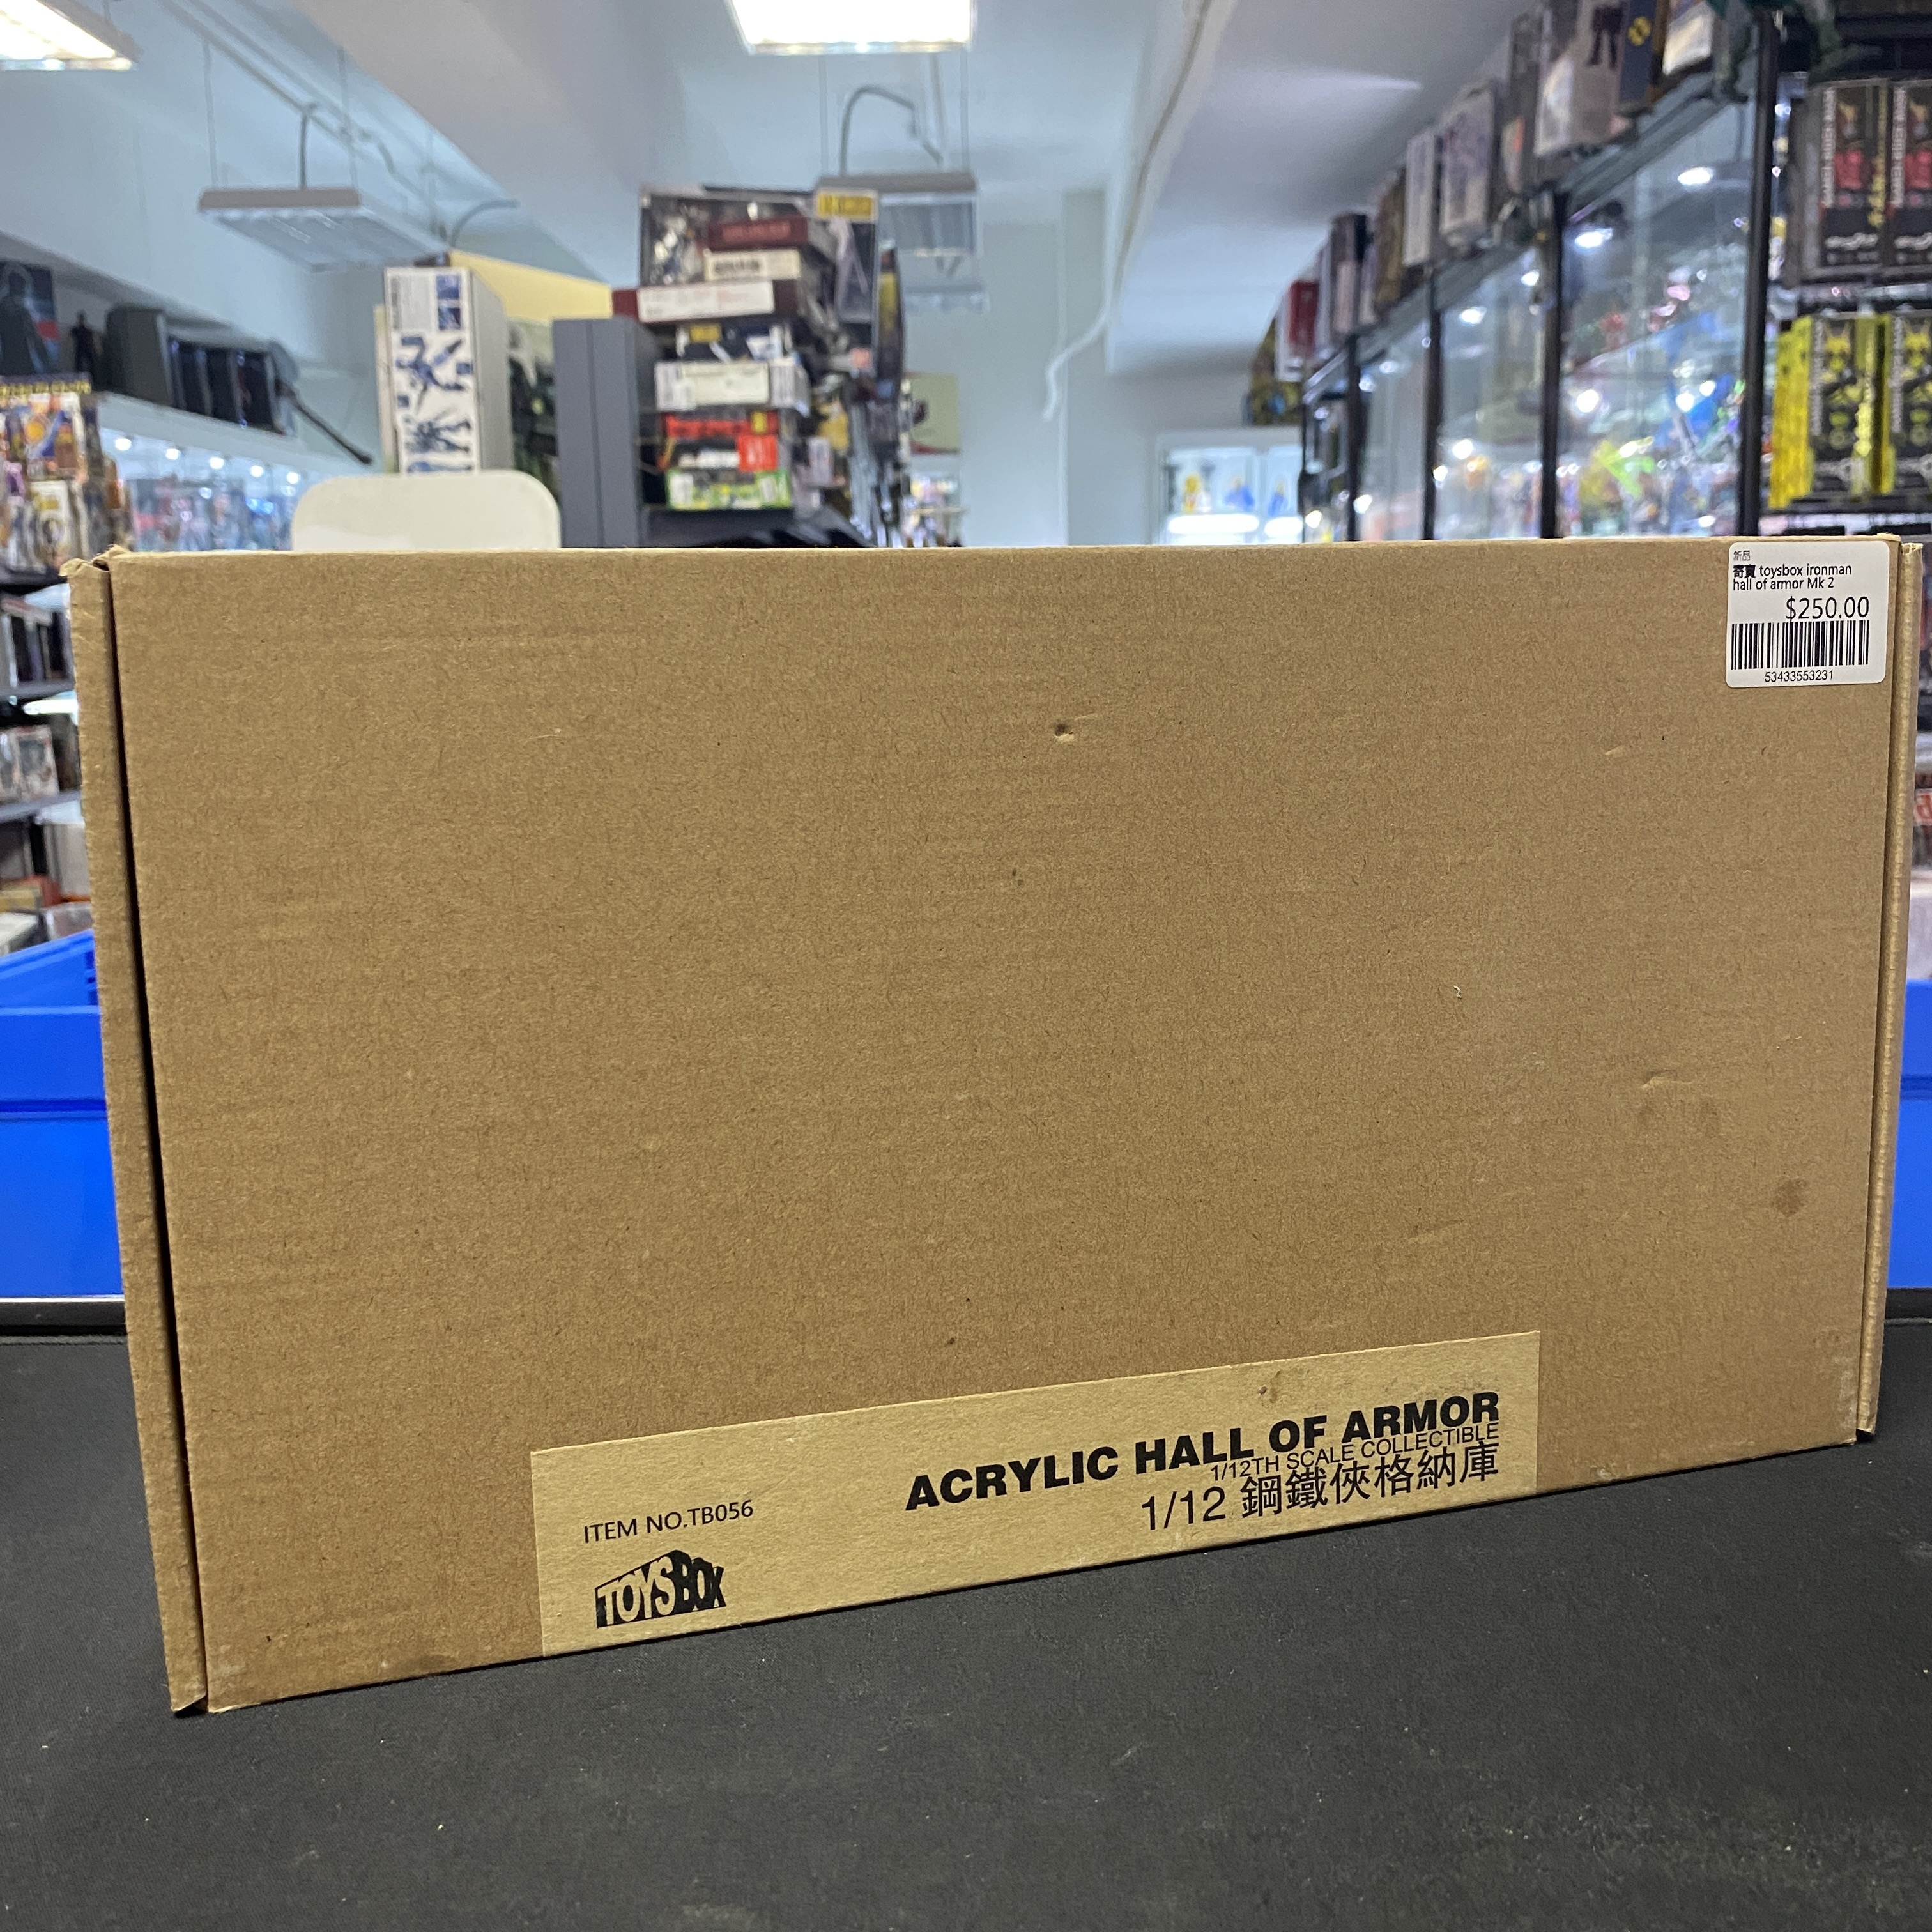 新品
寄賣 toysbox ironman
hall of armor Mk 2
$250.00
53433553231
ACRYLIC HALL OF ARMOR
1/12TH SCALE COLLECTIBLE
1/12 鋼鐵俠格納庫
ITEM NO.TB056
TOYSBOX